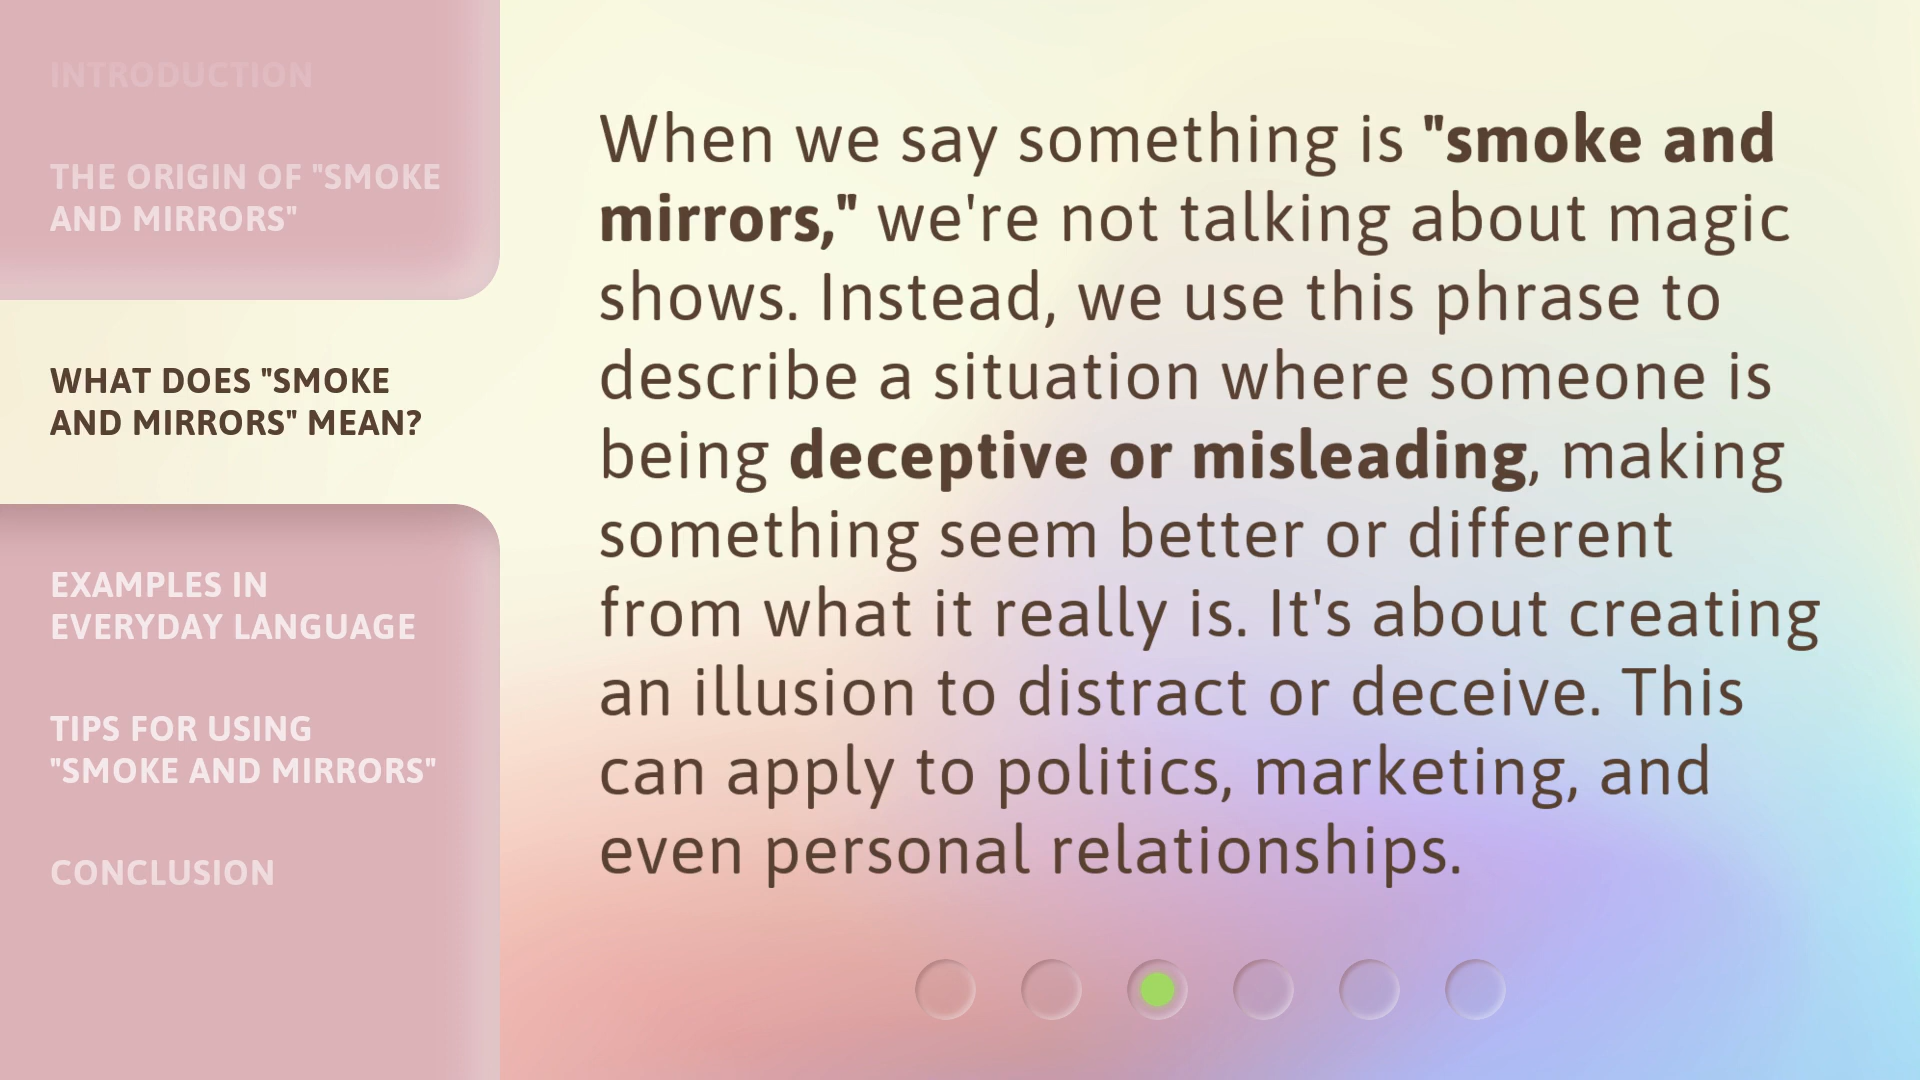 INTRODUCTION
THE ORIGIN OF "SMOKE
AND MIRRORS"
WHAT DOES "SMOKE
AND MIRRORS" MEAN?
EXAMPLES IN
EVERYDAY LANGUAGE
TIPS FOR USING
"SMOKE AND MIRRORS"
CONCLUSION
When we say something is "smoke and
mirrors," we're not talking about magic
shows. Instead, we use this phrase to
describe a situation where someone is
being deceptive or misleading, making
something seem better or different
from what it really is. It's about creating
an illusion to distract or deceive. This
can apply to politics, marketing, and
even personal relationships.